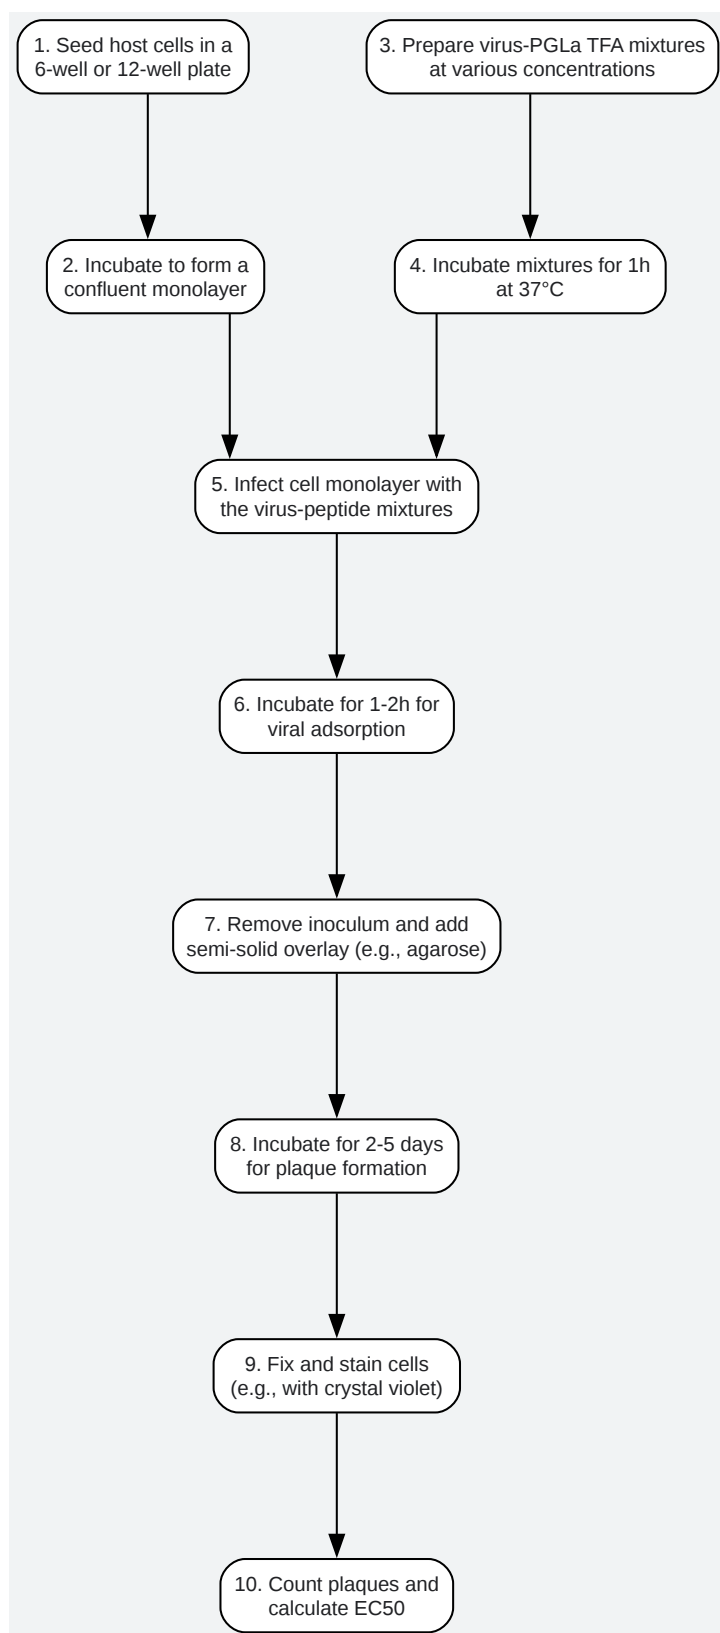 1. Seed host cells in a
6-well or 12-well plate
3. Prepare virus-PGLa TFA mixtures
at various concentrations
2. Incubate to form a
confluent monolayer
4. Incubate mixtures for 1h
at 37°C
5. Infect cell monolayer with
the virus-peptide mixtures
6. Incubate for 1-2h for
viral adsorption
7. Remove inoculum and add
semi-solid overlay (e.g., agarose)
8. Incubate for 2-5 days
for plaque formation
9. Fix and stain cells
(e.g., with crystal violet)
10. Count plaques and
calculate EC50